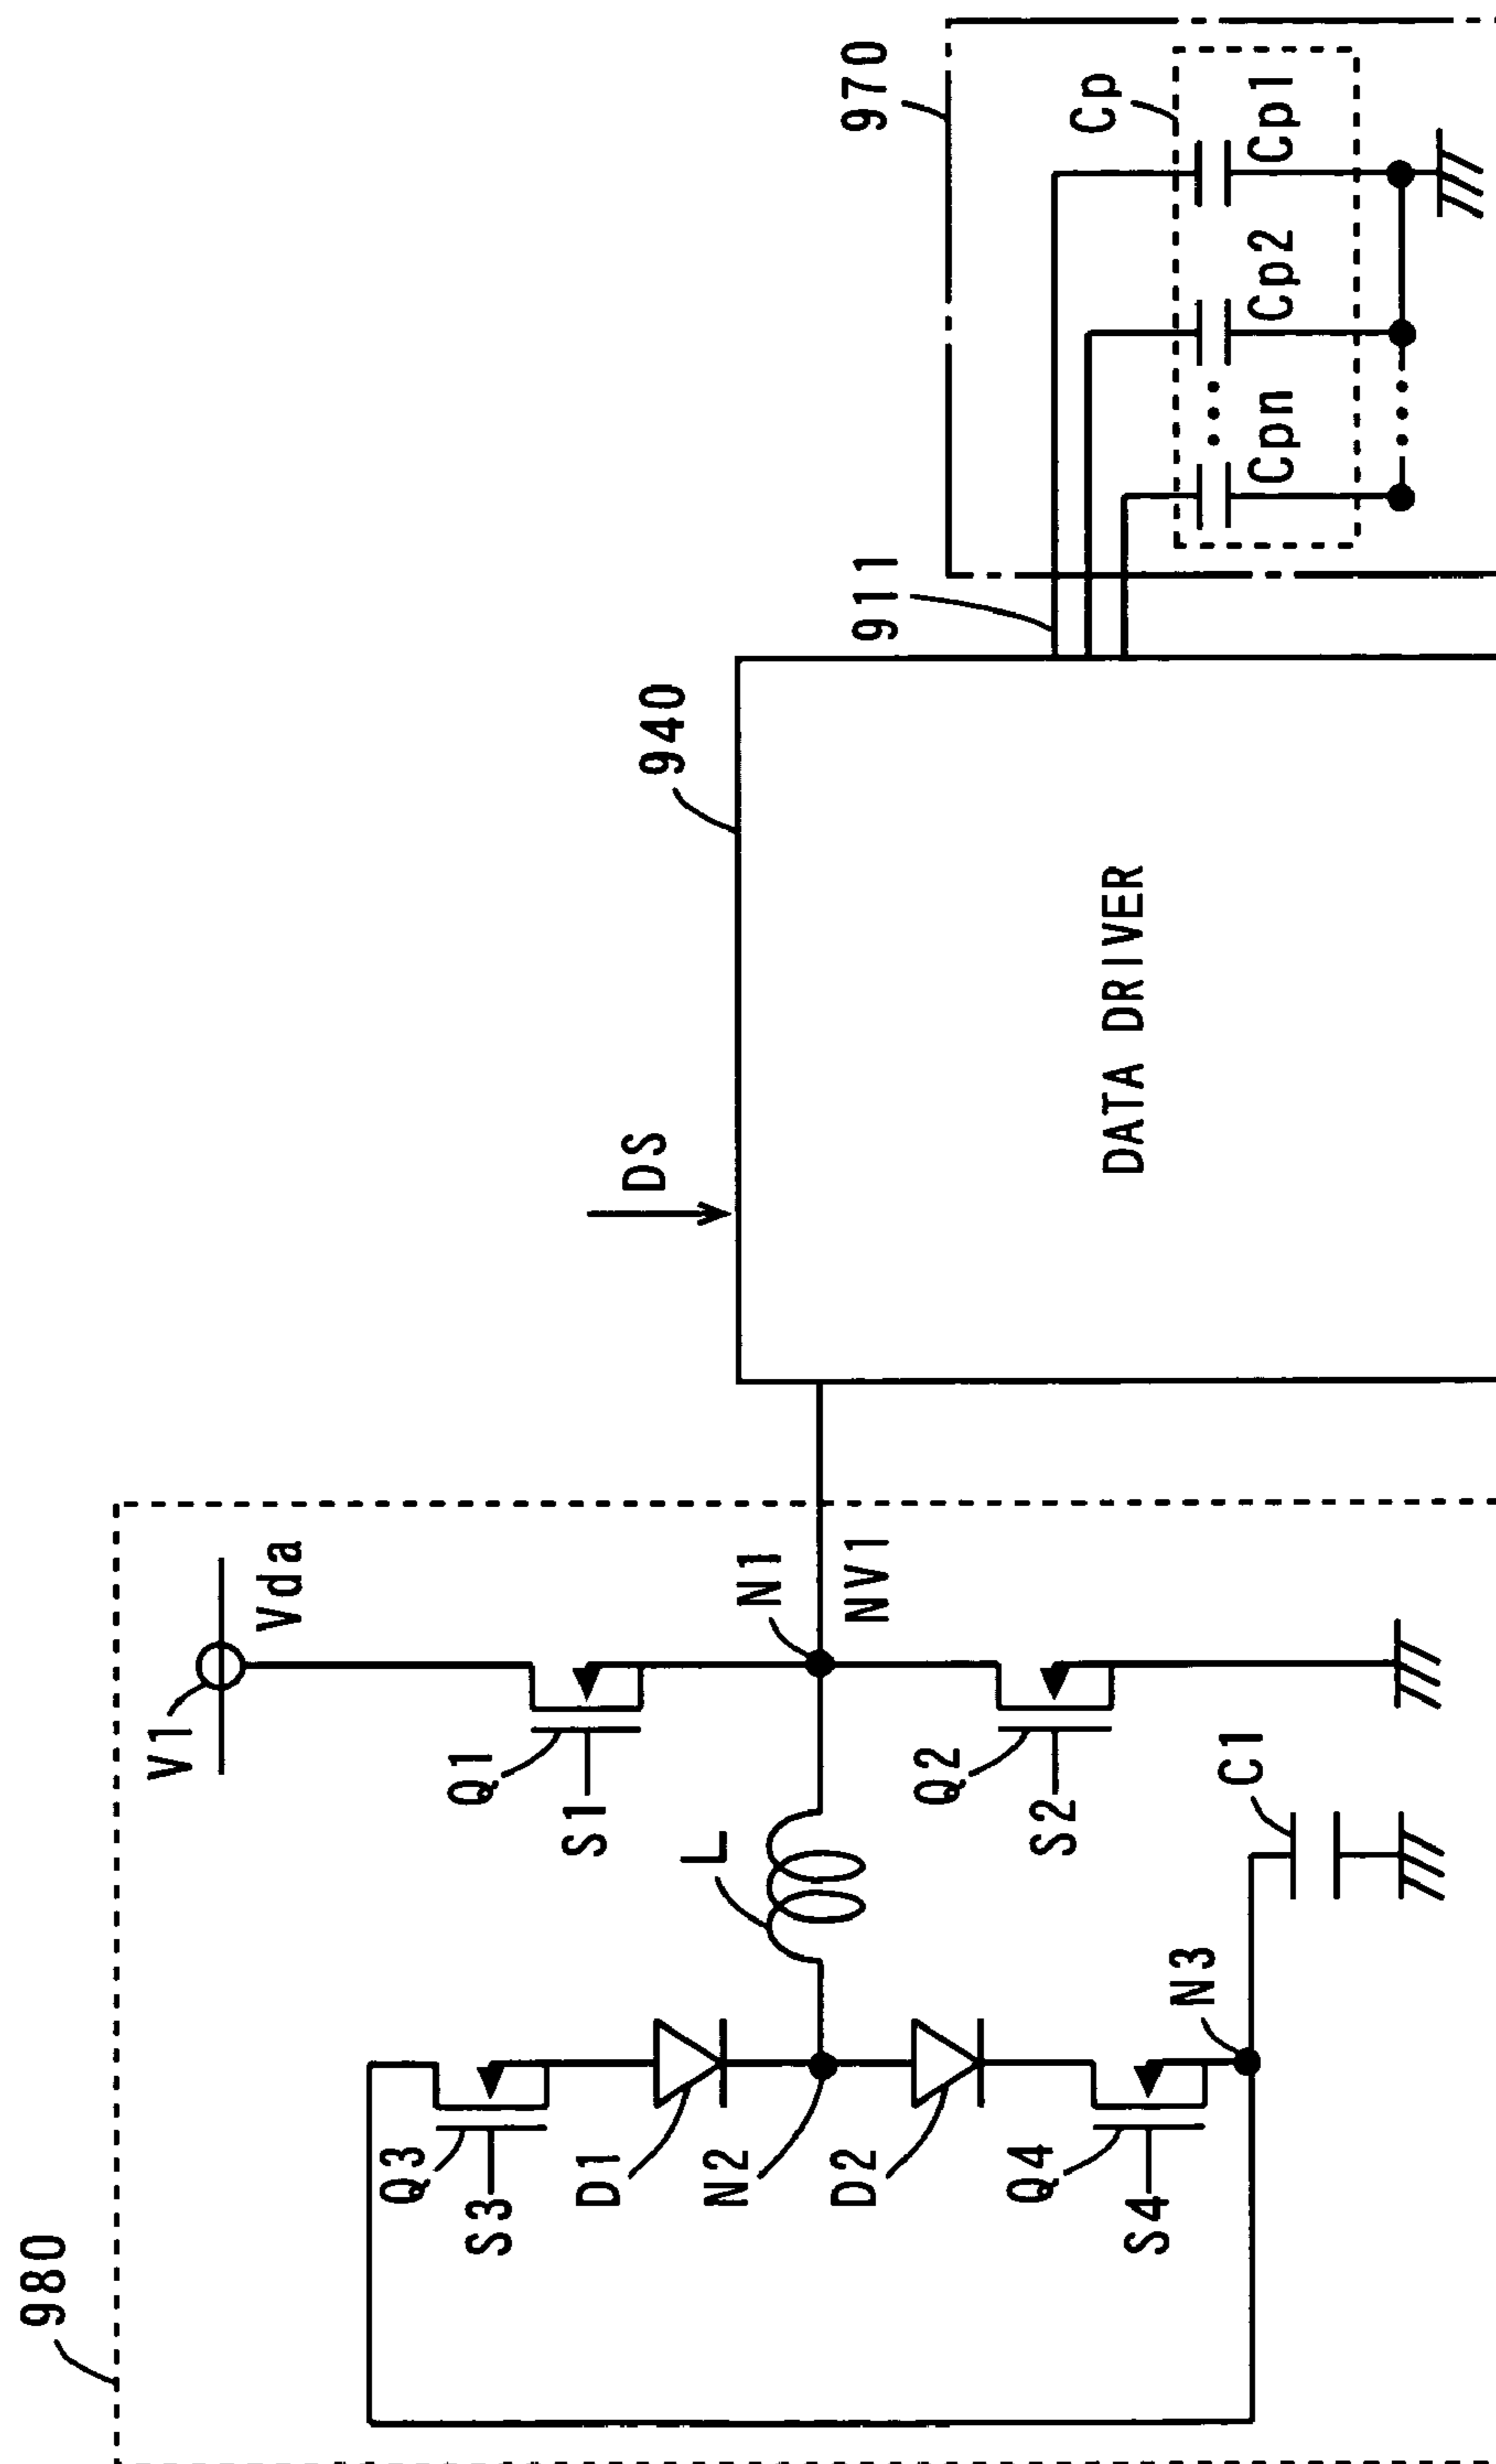 980
V1
Vda
Q1
S1
Q3
S3
D1
N2
D2
Q4
S4
L
N1
NV1
Q2
S2
N3
C1
DS
940
DATA DRIVER
911
970
Cp
Cpn
Cp2
Cp1